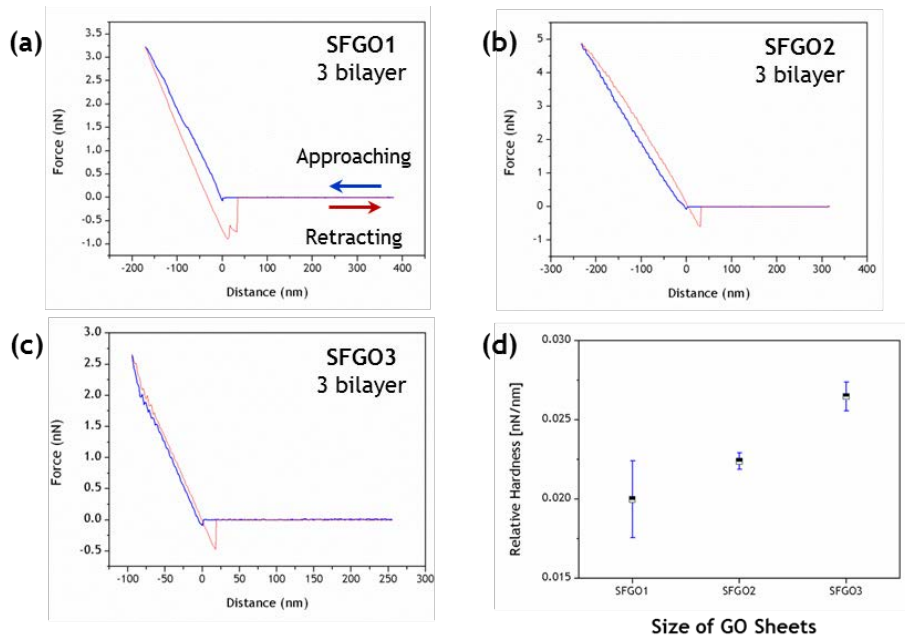 (a)
SFGO1
3 bilayer
Approaching
Retracting
Force (nN)
3.5
3.0
2.5
2.0
1.5
1.0
0.5
0.0
-0.5
-1.0
-200
-100
0
100
200
300
400
Distance (nm)
(b)
SFGO2
3 bilayer
Force (nN)
5
4
3
2
1
0
-1
-300
-200
-100
0
100
200
300
400
Distance (nm)
(c)
SFGO3
3 bilayer
Force (nN)
3.0
2.5
2.0
1.5
1.0
0.5
0.0
-0.5
-100
-50
0
50
100
150
200
250
300
Distance (nm)
(d)
Relative Hardness [nN/nm]
0.030
0.025
0.020
0.015
SFGO1
SFGO2
SFGO3
Size of GO Sheets